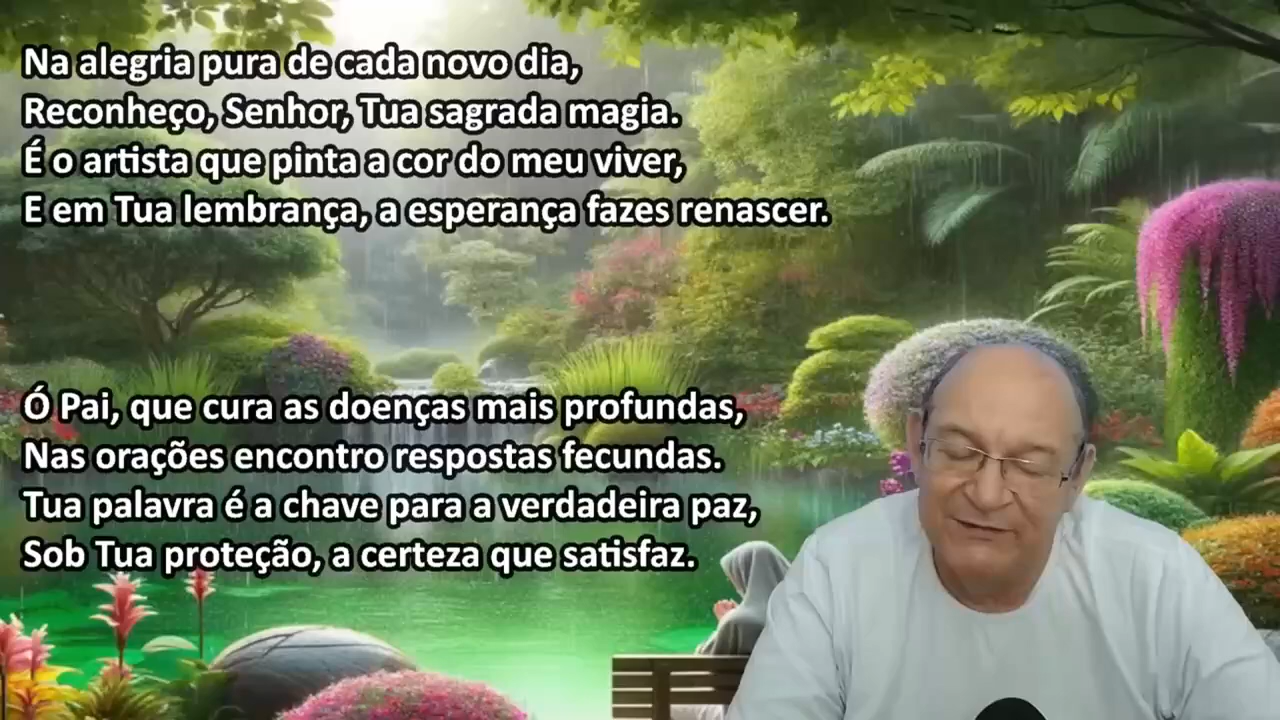 Na alegria pura de cada novo dia,
Reconheço, Senhor, Tua sagrada magia.
É o artista que pinta a cor do meu viver,
E em Tua lembrança, a esperança fazes renascer.
Ó Pai, que cura as doenças mais profundas,
Nas orações encontro respostas fecundas.
Tua palavra é a chave para a verdadeira paz,
Sob Tua proteção, a certeza que satisfaz.